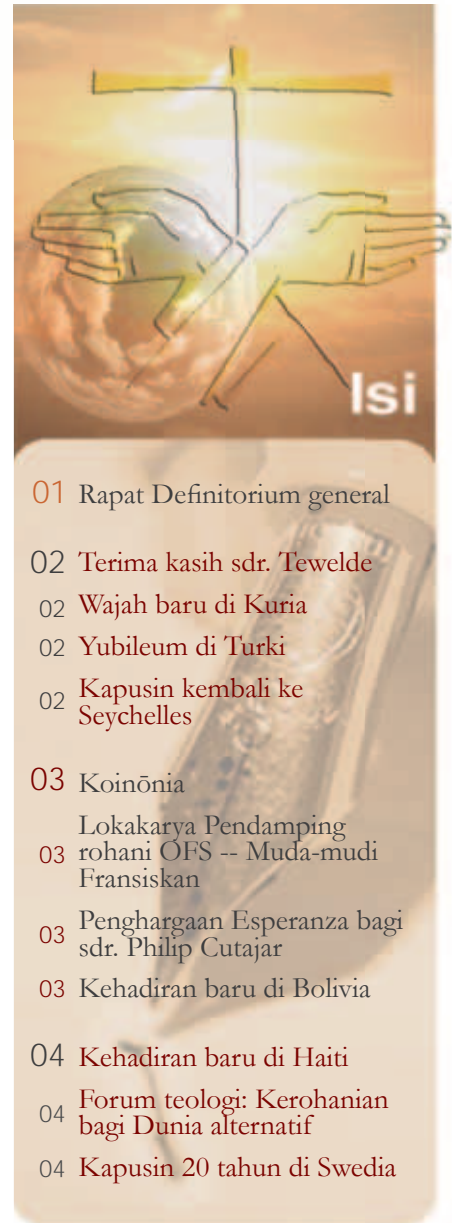 Isi
01 Rapat Definitorium general
02 Terima kasih sdr. Tewelde
02 Wajah baru di Kuria
02 Yubileum di Turki
02 Kapusin kembali ke
Seychelles
03 Koinōnia
Lokakarya Pendamping
03 rohani OFS -- Muda-mudi
Fransiskan
03 Penghargaan Esperanza bagi
sdr. Philip Cutajar
03 Kehadiran baru di Bolivia
04 Kehadiran baru di Haiti
04 Forum teologi: Kerohanian
bagi Dunia alternatif
04 Kapusin 20 tahun di Swedia